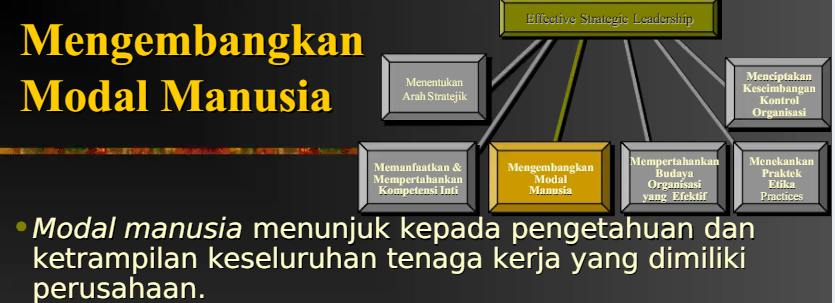 Mengembangkan
Modal Manusia
Effective Strategic Leadership
Menentukan
Arah Stratejik
Menciptakan
Keseimbangan
Kontrol
Organisasi
Memanfaatkan &
Mempertahankan
Kompetensi Inti
Mengembangkan
Modal
Manusia
Mempertahankan
Budaya
Organisasi
yang Efektif
Menekankan
Praktek
Etika
Practices
•Modal manusia menunjuk kepada pengetahuan dan
ketrampilan keseluruhan tenaga kerja yang dimiliki
perusahaan.